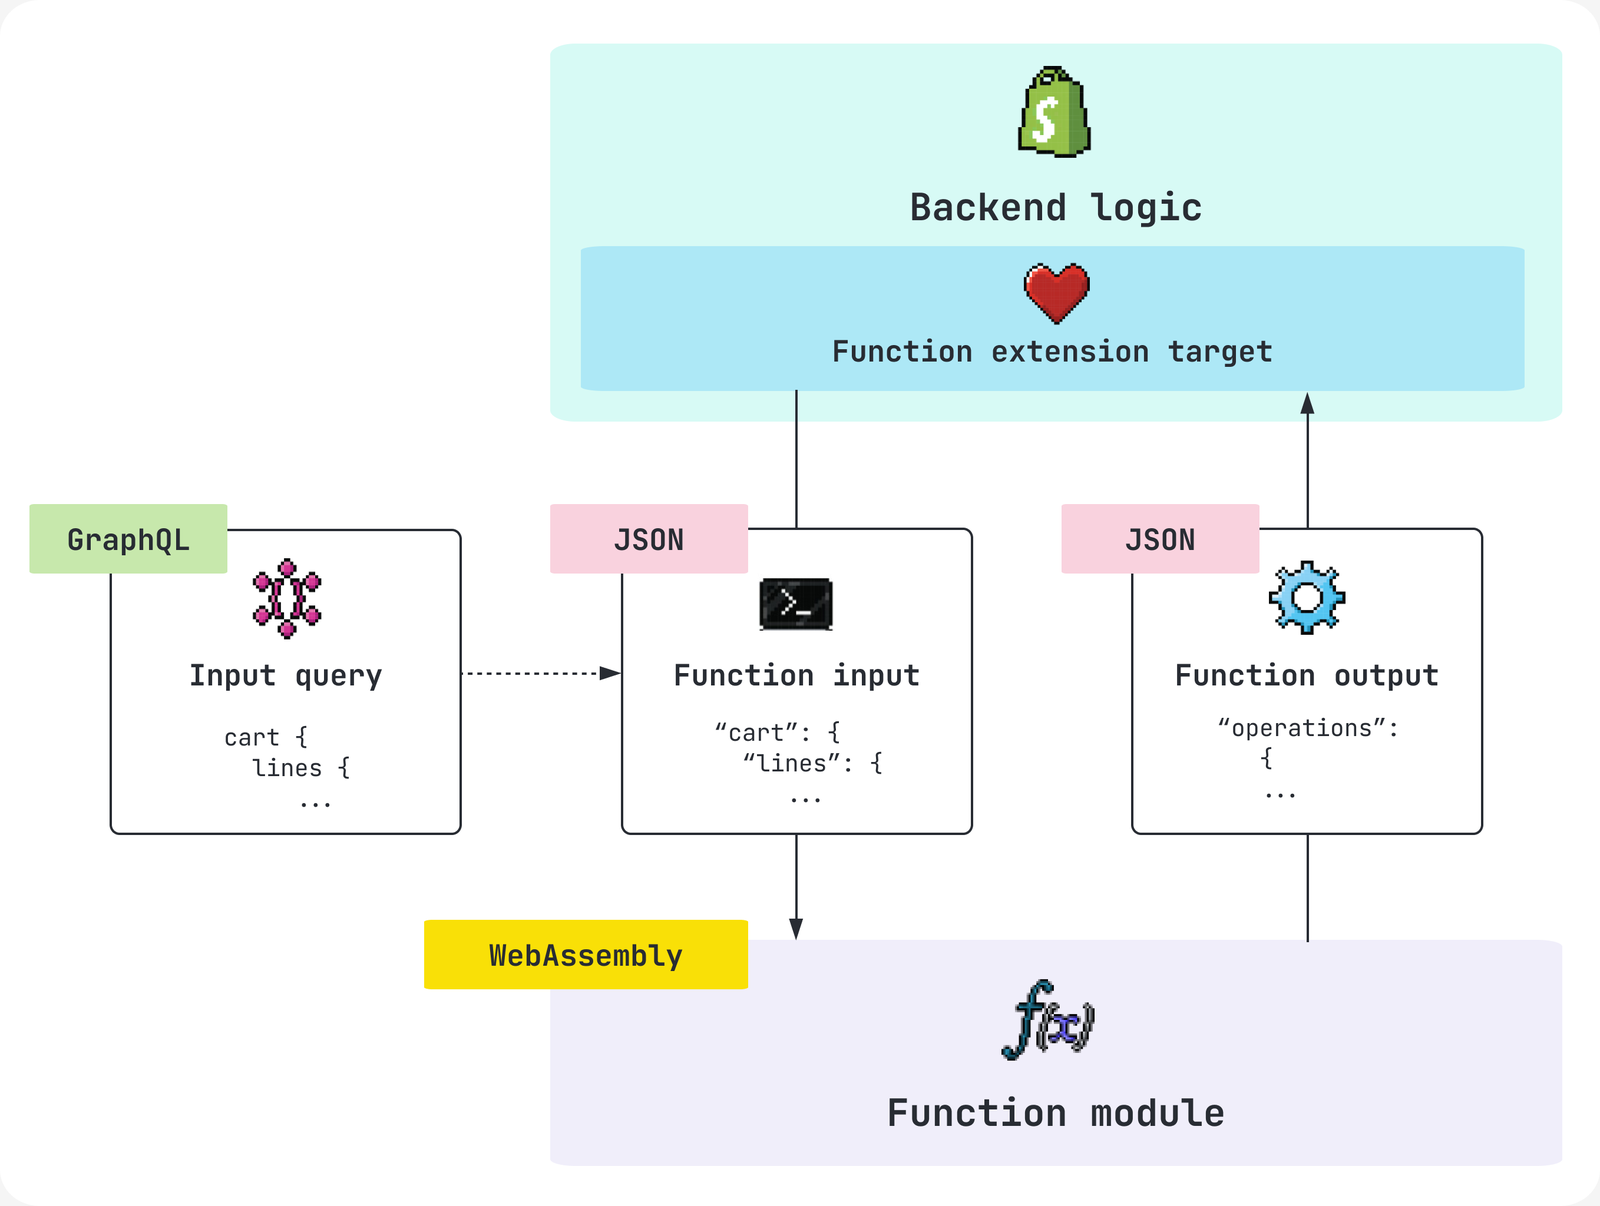 Backend logic
Function extension target
GraphQL
Input query
cart {
lines {
...
JSON
Function input
“cart”: {
“lines”: {
...
JSON
Function output
“operations”:
{
...
WebAssembly
f(x)
Function module